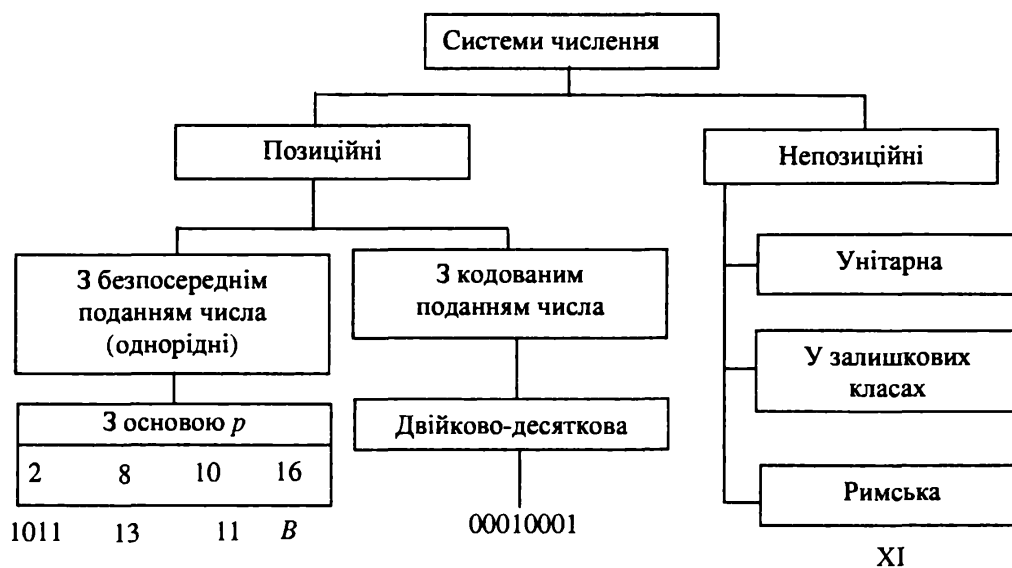 Системи числення
Позиційні
Непозиційні
З безпосереднім
поданням числа
(однорідні)
З кодованим
поданням числа
Унітарна
У залишкових
класах
З основою p
2 8 10 16
Двійково-десяткова
Римська
1011 13 11 B
00010001
XI